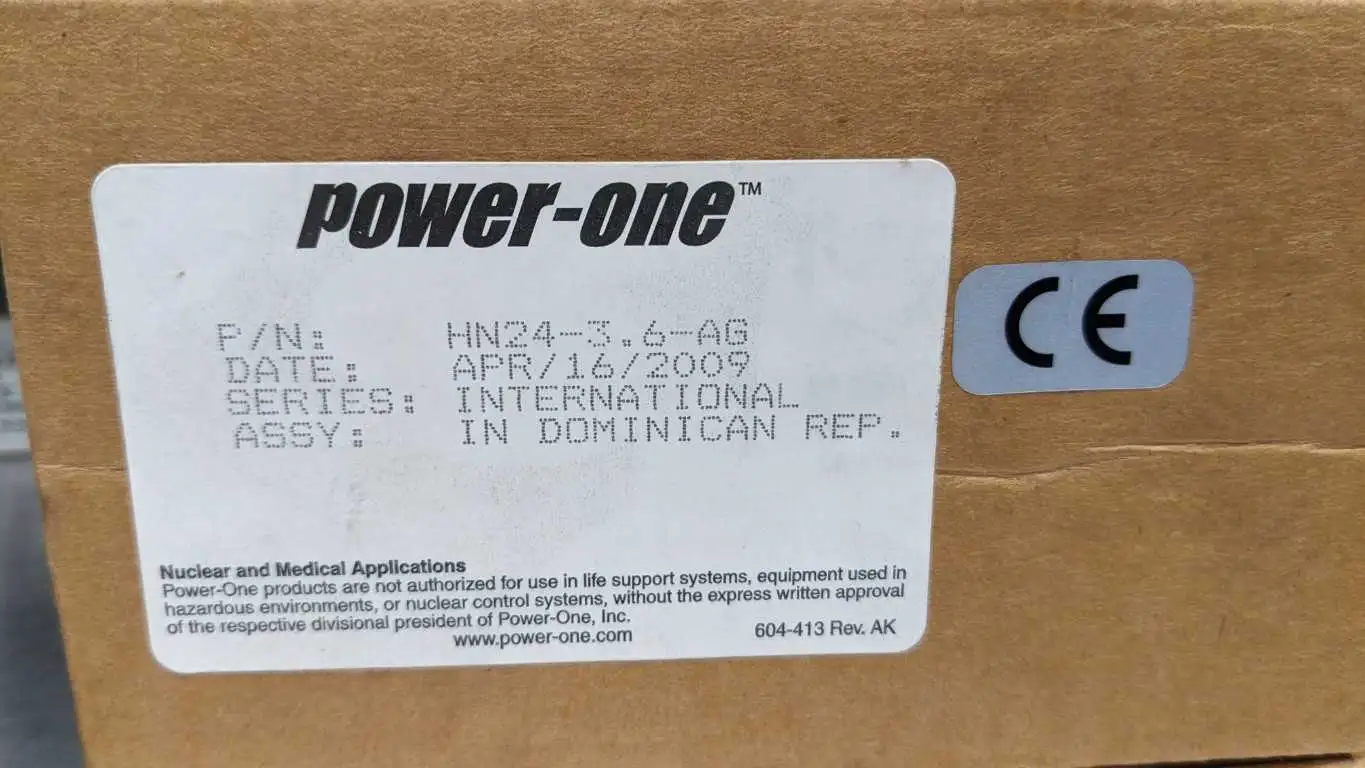 power-one™
P/N: HN24-3.6-AG
DATE: APR/16/2009
SERIES: INTERNATIONAL
ASSY: IN DOMINICAN REP.
CE
Nuclear and Medical Applications
Power-One products are not authorized for use in life support systems, equipment used in
hazardous environments, or nuclear control systems, without the express written approval
of the respective divisional president of Power-One, Inc.
www.power-one.com 604-413 Rev. AK